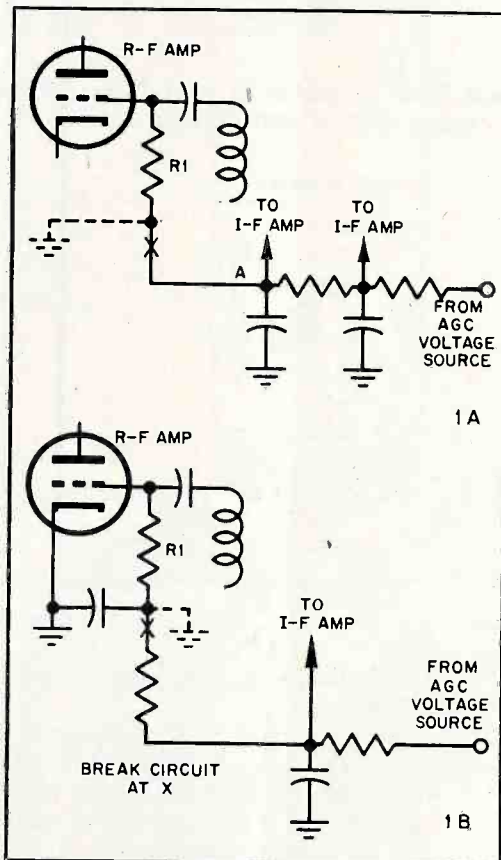 R-F AMP
R1
TO
I-F AMP
TO
I-F AMP
A
FROM
AGC
VOLTAGE
SOURCE
1A
R-F AMP
R1
TO
I-F AMP
FROM
AGC
VOLTAGE
SOURCE
BREAK CIRCUIT
AT X
1B